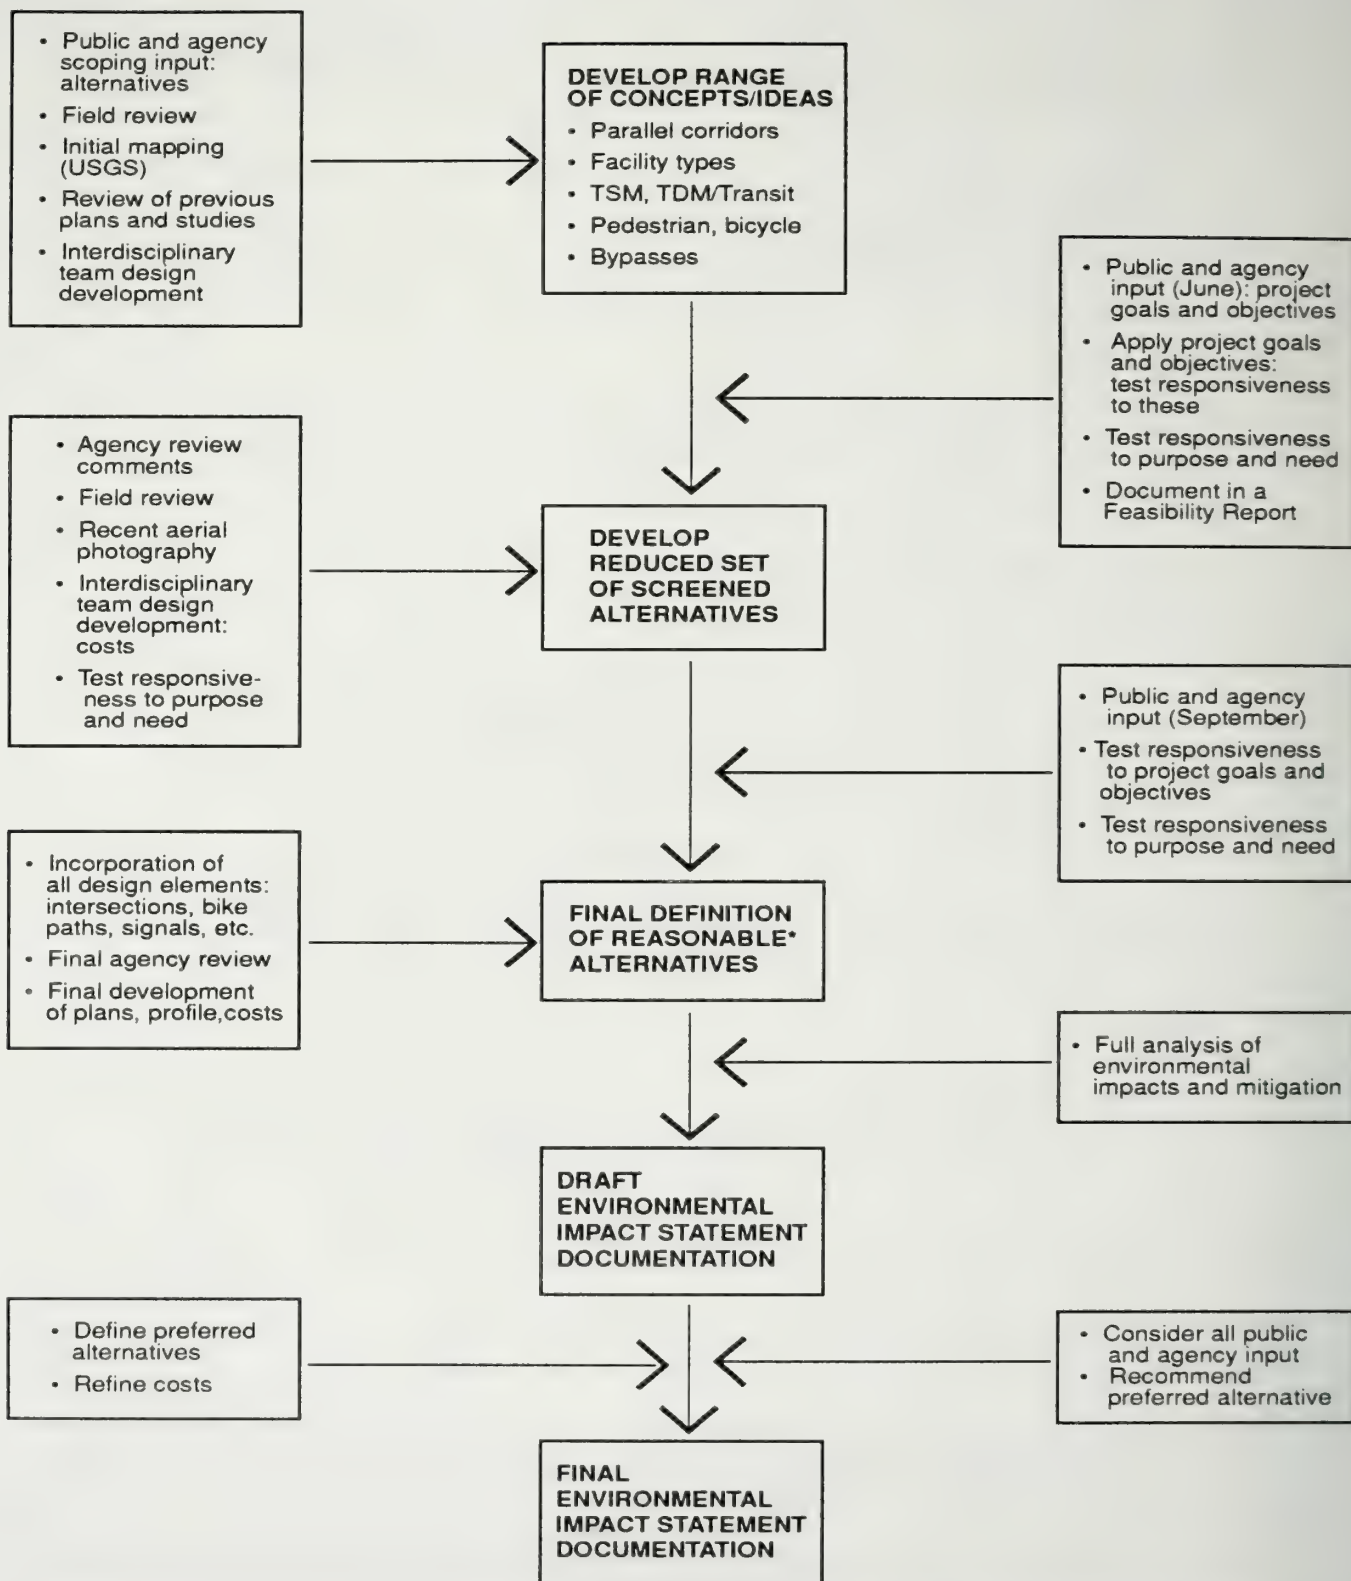 • Public and agency
scoping input:
alternatives
• Field review
• Initial mapping
(USGS)
• Review of previous
plans and studies
• Interdisciplinary
team design
development
DEVELOP RANGE
OF CONCEPTS/IDEAS
• Parallel corridors
• Facility types
• TSM, TDM/Transit
• Pedestrian, bicycle
• Bypasses
• Public and agency
input (June): project
goals and objectives
• Apply project goals
and objectives:
test responsiveness
to these
• Test responsiveness
to purpose and need
• Document in a
Feasibility Report
• Agency review
comments
• Field review
• Recent aerial
photography
• Interdisciplinary
team design
development:
costs
• Test responsive-
ness to purpose
and need
DEVELOP
REDUCED SET
OF SCREENED
ALTERNATIVES
• Public and agency
input (September)
• Test responsiveness
to project goals and
objectives
• Test responsiveness
to purpose and need
• Incorporation of
all design elements:
intersections, bike
paths, signals, etc.
• Final agency review
• Final development
of plans, profile,costs
FINAL DEFINITION
OF REASONABLE*
ALTERNATIVES
• Full analysis of
environmental
impacts and mitigation
DRAFT
ENVIRONMENTAL
IMPACT STATEMENT
DOCUMENTATION
• Define preferred
alternatives
• Refine costs
• Consider all public
and agency input
• Recommend
preferred alternative
FINAL
ENVIRONMENTAL
IMPACT STATEMENT
DOCUMENTATION